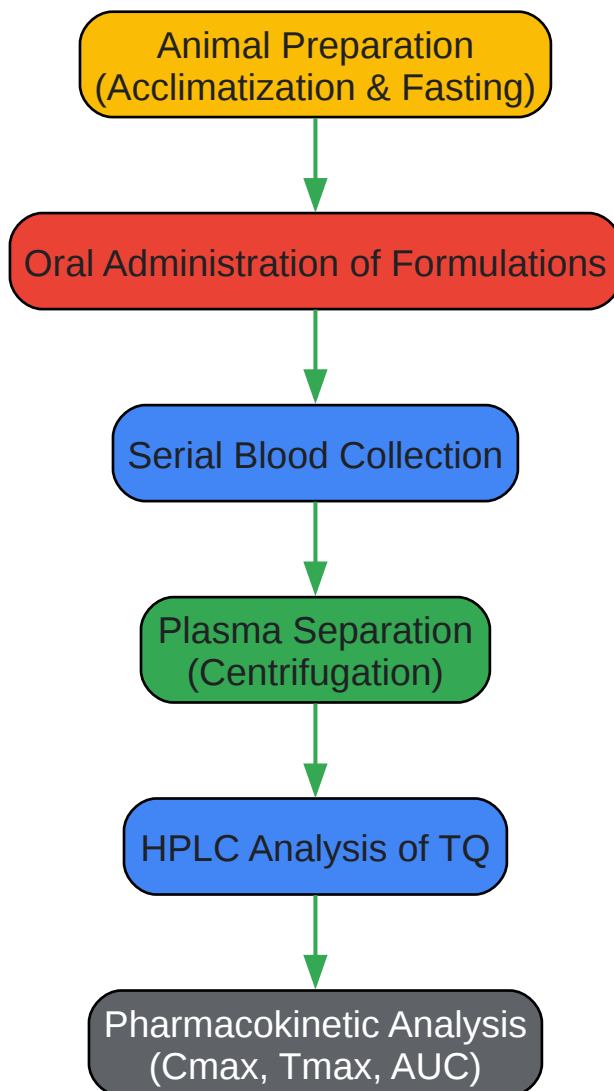 Animal Preparation
(Acclimatization & Fasting)
Oral Administration of Formulations
Serial Blood Collection
Plasma Separation
(Centrifugation)
HPLC Analysis of TQ
Pharmacokinetic Analysis
(Cmax, Tmax, AUC)